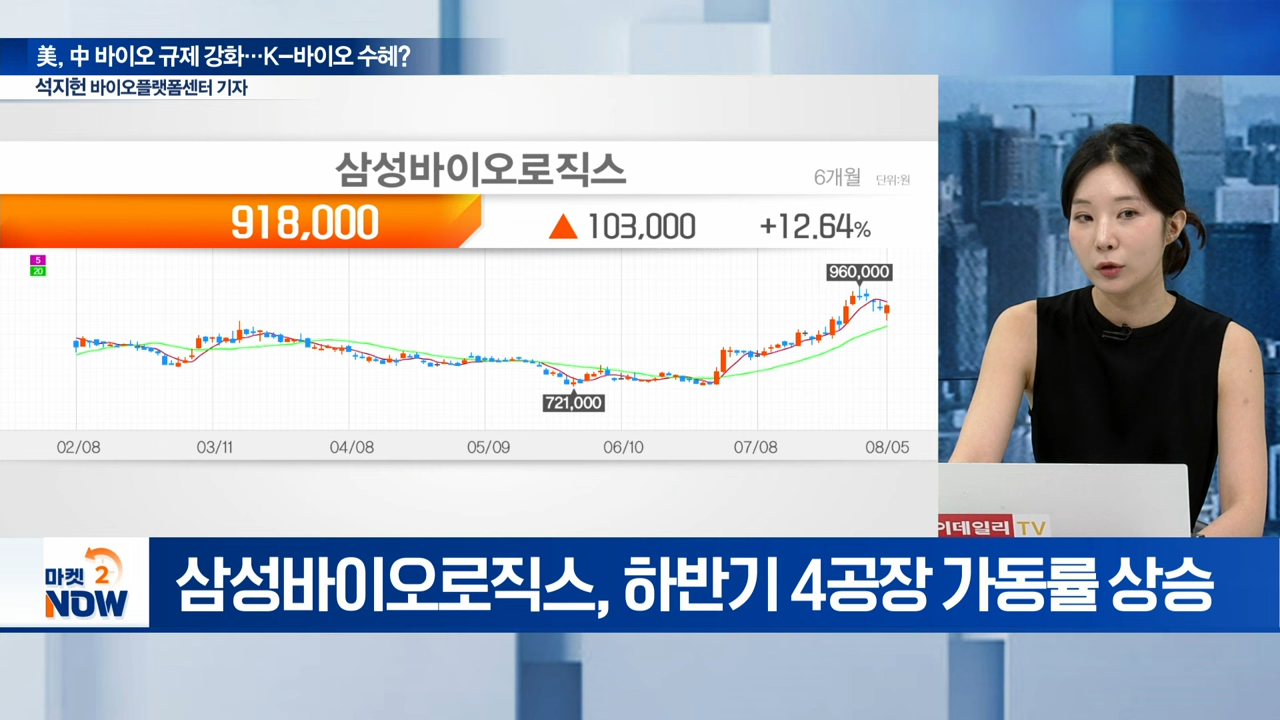 美, 中 바이오 규제 강화…K-바이오 수혜?
석지헌 바이오플랫폼센터 기자
삼성바이오로직스
6개월 단위:원
918,000 ▲ 103,000 +12.64%
5
20
960,000
721,000
02/08 03/11 04/08 05/09 06/10 07/08 08/05
이데일리 TV
마켓 2
NOW
삼성바이오로직스, 하반기 4공장 가동률 상승